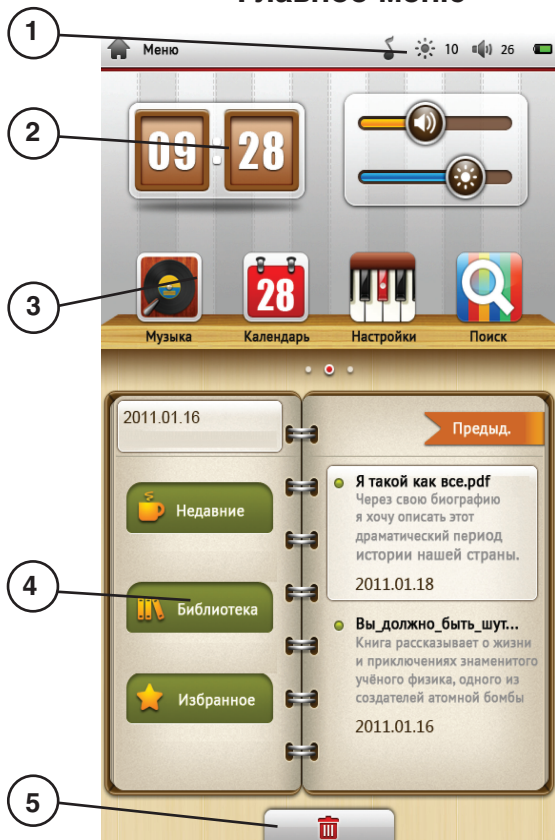 Главное меню
1
Меню
10
26
2
09:28
3
28
Музыка
Календарь
Настройки
Поиск
2011.01.16
Предыд.
Недавние
Я такой как все.pdf
Через свою биографию
я хочу описать этот
драматический период
истории нашей страны.
2011.01.18
4
Библиотека
Вы_должно_быть_шут...
Книга рассказывает о жизни
и приключениях знаменитого
учёного физика, одного из
создателей атомной бомбы
2011.01.16
Избранное
5